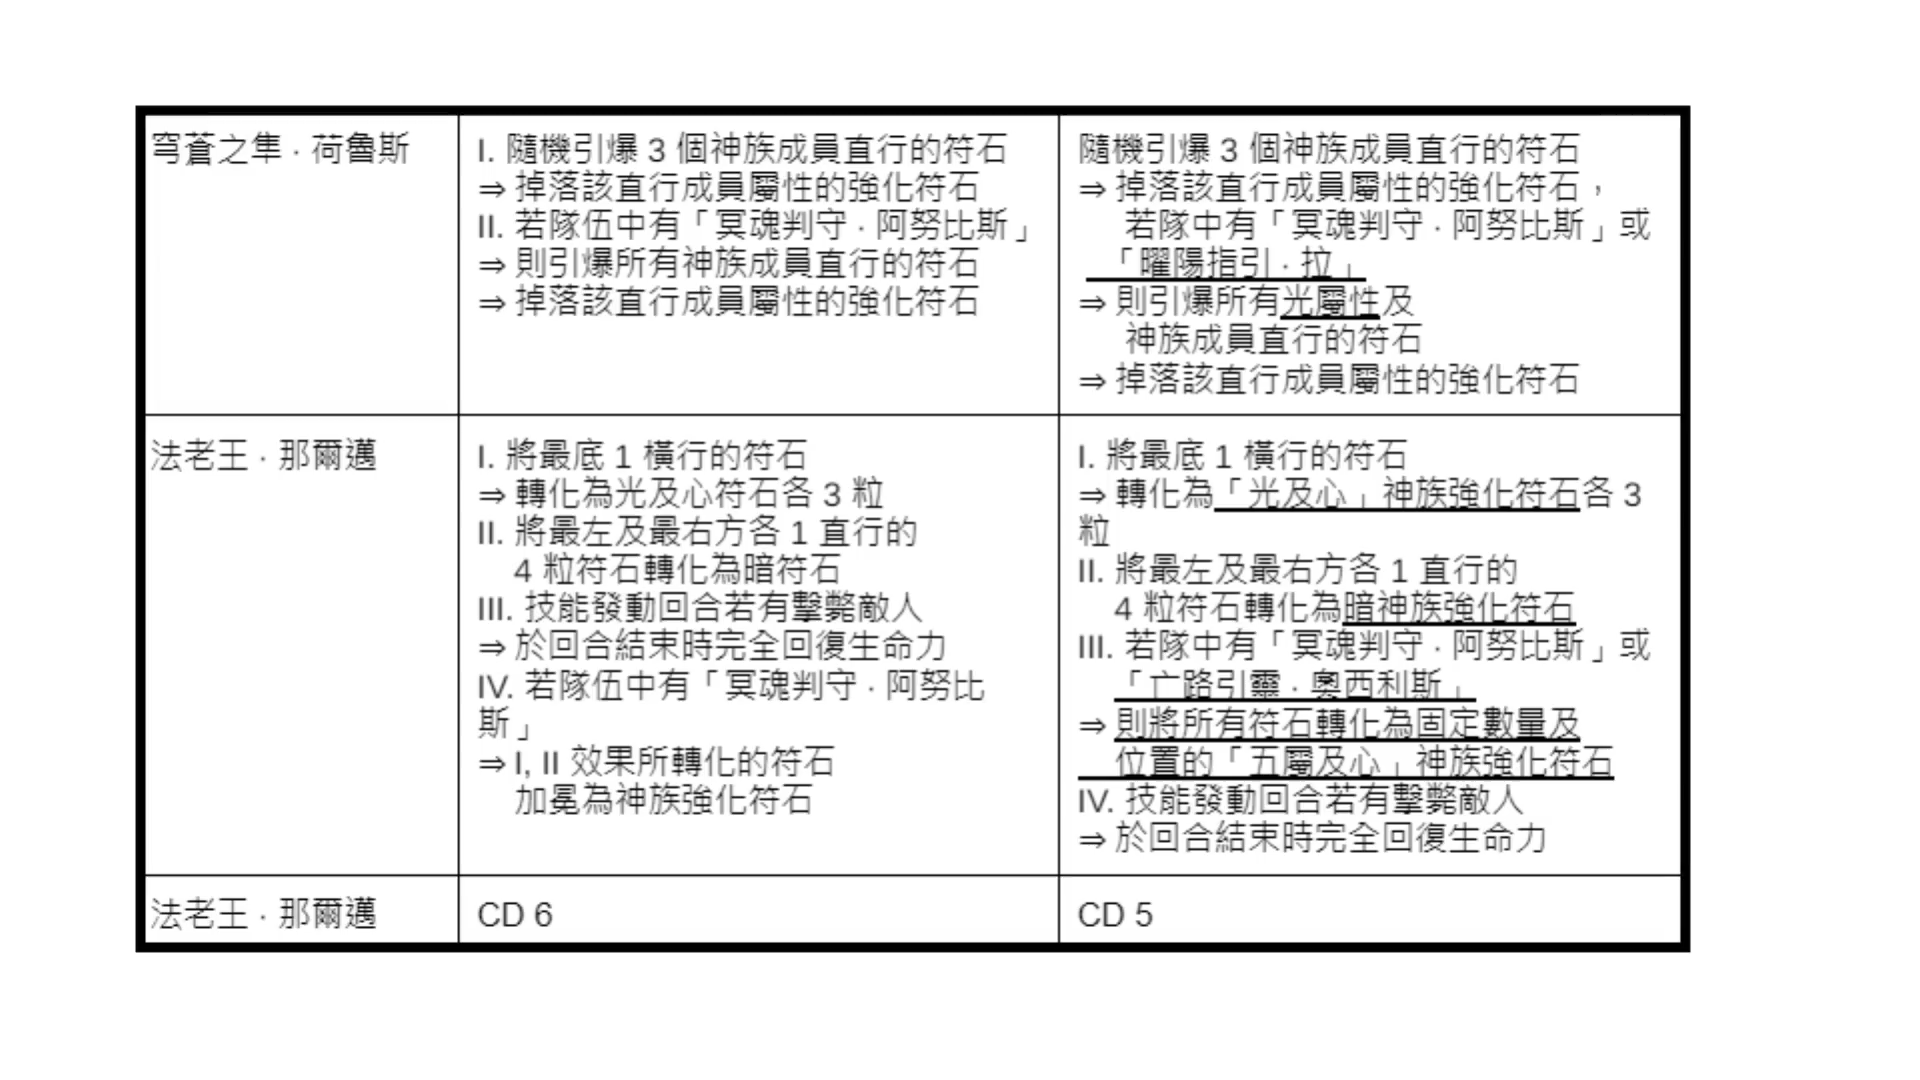 穹蒼之隼 ‧ 荷魯斯
I. 隨機引爆 3 個神族成員直行的符石
⇒ 掉落該直行成員屬性的強化符石
II. 若隊伍中有「冥魂判守 ‧ 阿努比斯」
⇒ 則引爆所有神族成員直行的符石
⇒ 掉落該直行成員屬性的強化符石
隨機引爆 3 個神族成員直行的符石
⇒ 掉落該直行成員屬性的強化符石，
若隊中有「冥魂判守 ‧ 阿努比斯」或
「曜陽指引 ‧ 拉」
⇒ 則引爆所有光屬性及
神族成員直行的符石
⇒ 掉落該直行成員屬性的強化符石
法老王 ‧ 那爾邁
I. 將最底 1 橫行的符石
⇒ 轉化為光及心符石各 3 粒
II. 將最左及最右方各 1 直行的
4 粒符石轉化為暗符石
III. 技能發動回合若有擊斃敵人
⇒ 於回合結束時完全回復生命力
IV. 若隊伍中有「冥魂判守 ‧ 阿努比
斯」
⇒ I, II 效果所轉化的符石
加冕為神族強化符石
I. 將最底 1 橫行的符石
⇒ 轉化為「光及心」神族強化符石各 3
粒
II. 將最左及最右方各 1 直行的
4 粒符石轉化為暗神族強化符石
III. 若隊中有「冥魂判守 ‧ 阿努比斯」或
「亡路引靈 ‧ 奧西利斯」
⇒ 則將所有符石轉化為固定數量及
位置的「五屬及心」神族強化符石
IV. 技能發動回合若有擊斃敵人
⇒ 於回合結束時完全回復生命力
法老王 ‧ 那爾邁
CD 6
CD 5